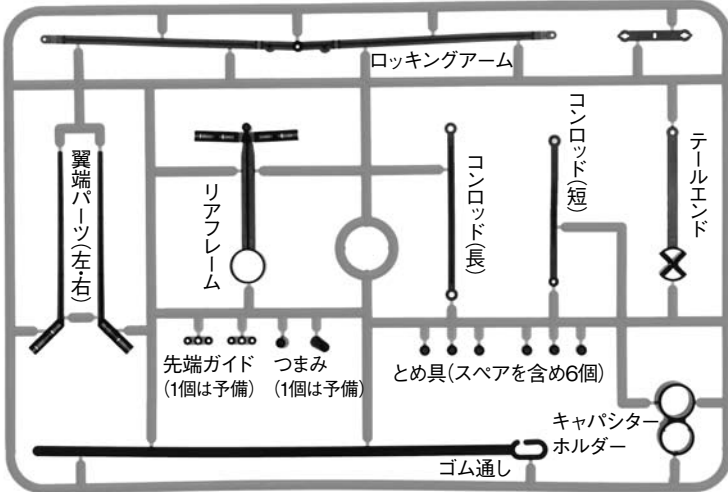 ロッキングアーム
翼端パーツ(左・右)
リアフレーム
コンロッド(長)
コンロッド(短)
テールエンド
先端ガイド
(1個は予備)
つまみ
(1個は予備)
とめ具(スペアを含め6個)
キャパシター
ホルダー
ゴム通し